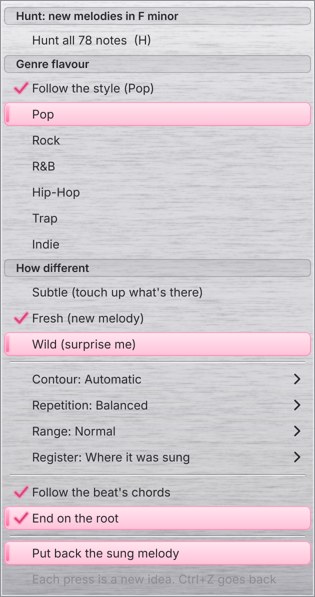 Hunt: new melodies in F minor
Hunt all 78 notes (H)
Genre flavour
Follow the style (Pop)
Pop
Rock
R&B
Hip-Hop
Trap
Indie
How different
Subtle (touch up what's there)
Fresh (new melody)
Wild (surprise me)
Contour: Automatic
Repetition: Balanced
Range: Normal
Register: Where it was sung
Follow the beat's chords
End on the root
Put back the sung melody
Each press is a new idea. Ctrl+Z goes back